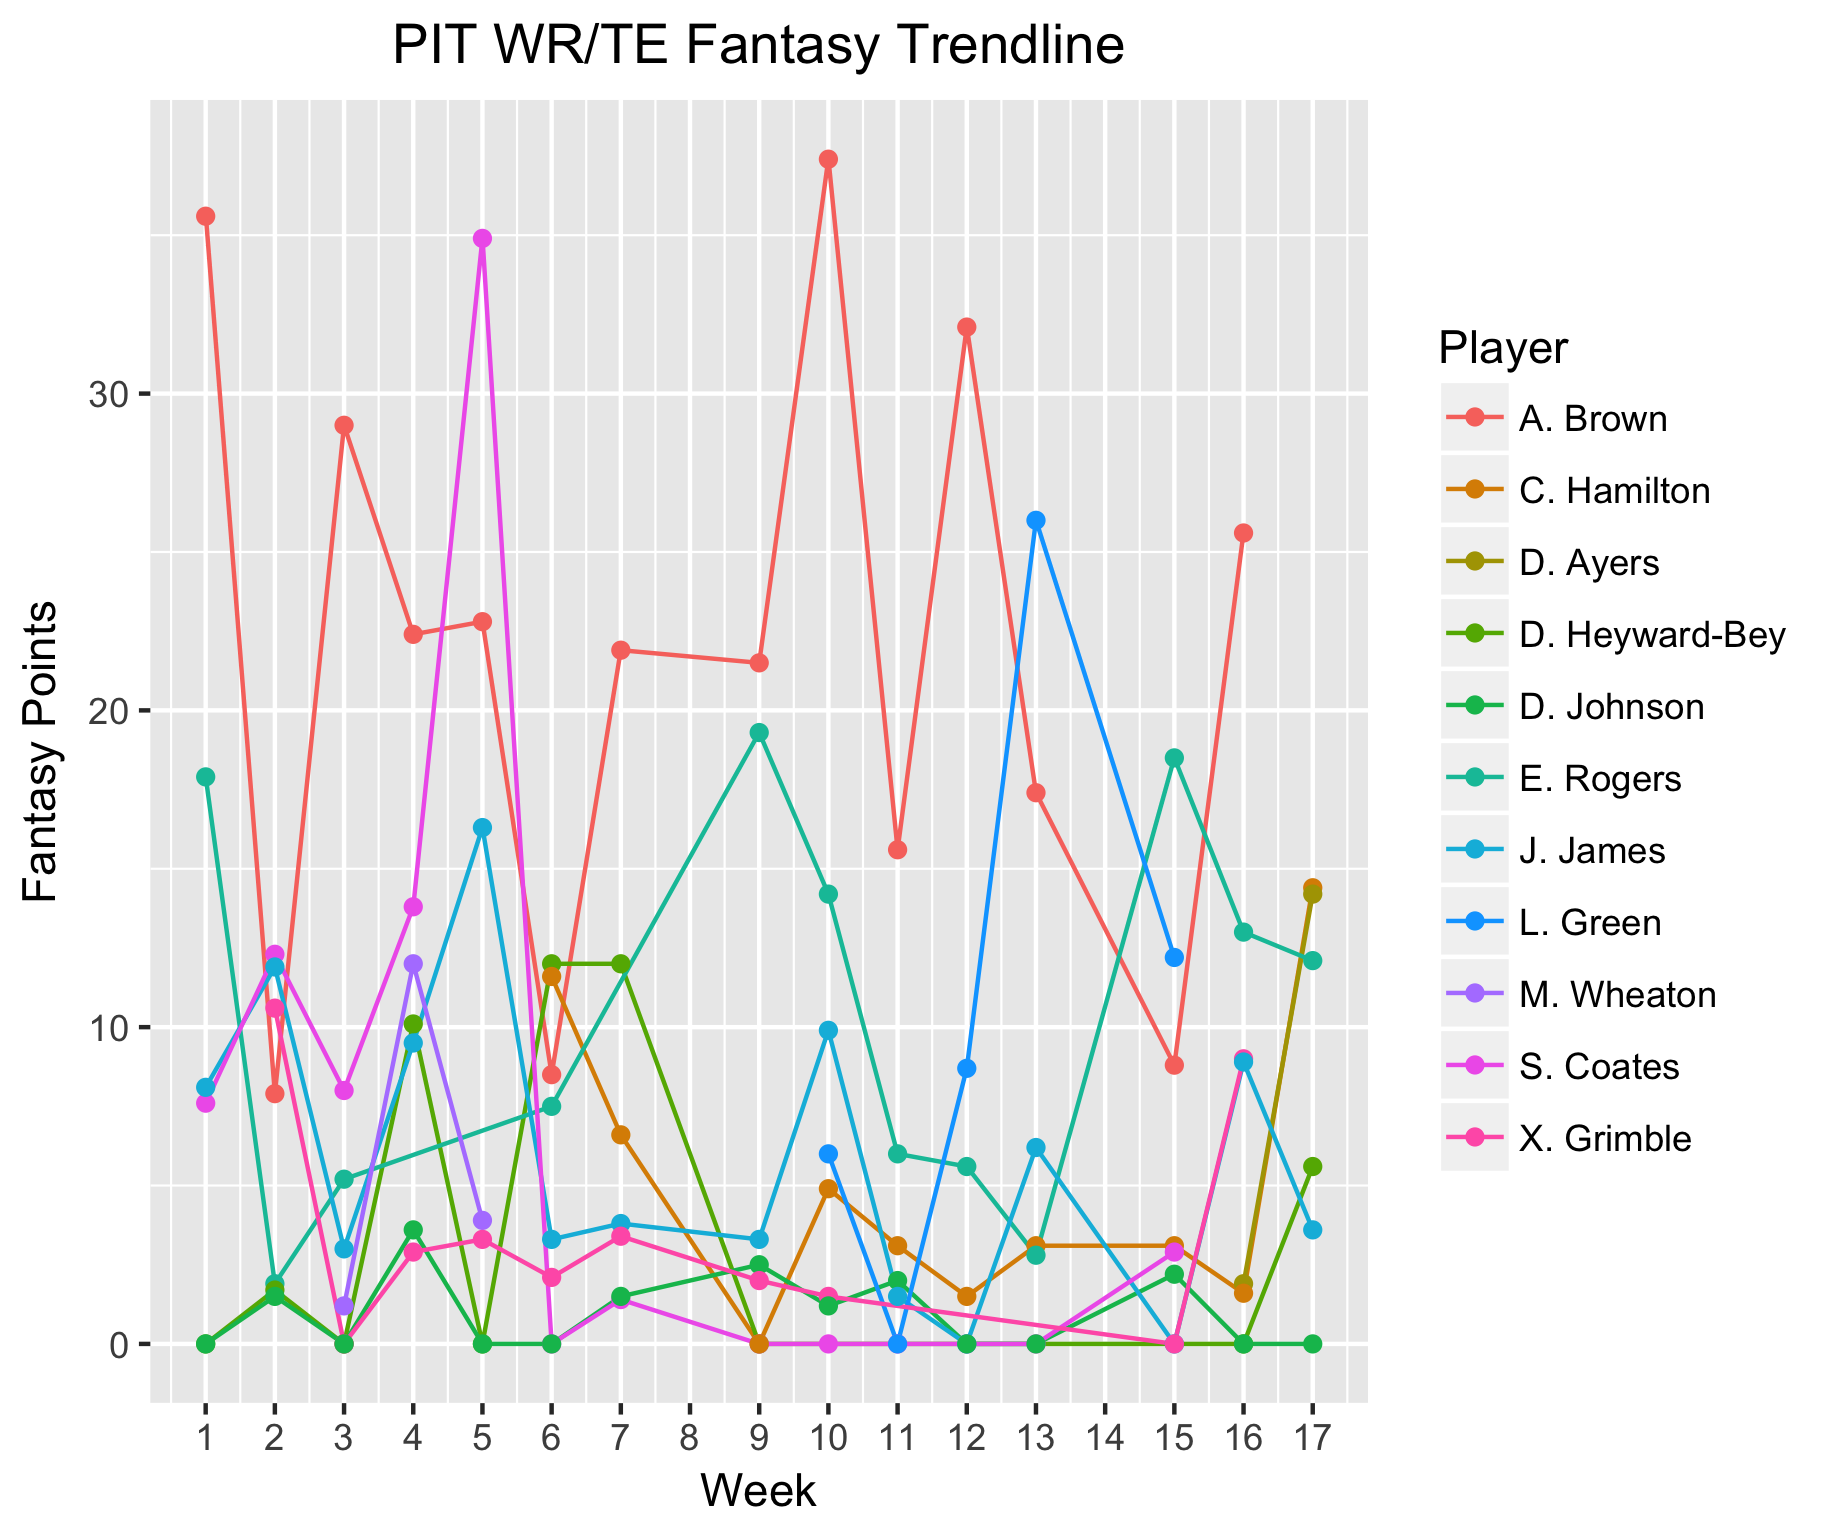 PIT WR/TE Fantasy Trendline
Fantasy Points
30
20
10
0
1 2 3 4 5 6 7 8 9 10 11 12 13 14 15 16 17
Week
Player
A. Brown
C. Hamilton
D. Ayers
D. Heyward-Bey
D. Johnson
E. Rogers
J. James
L. Green
M. Wheaton
S. Coates
X. Grimble